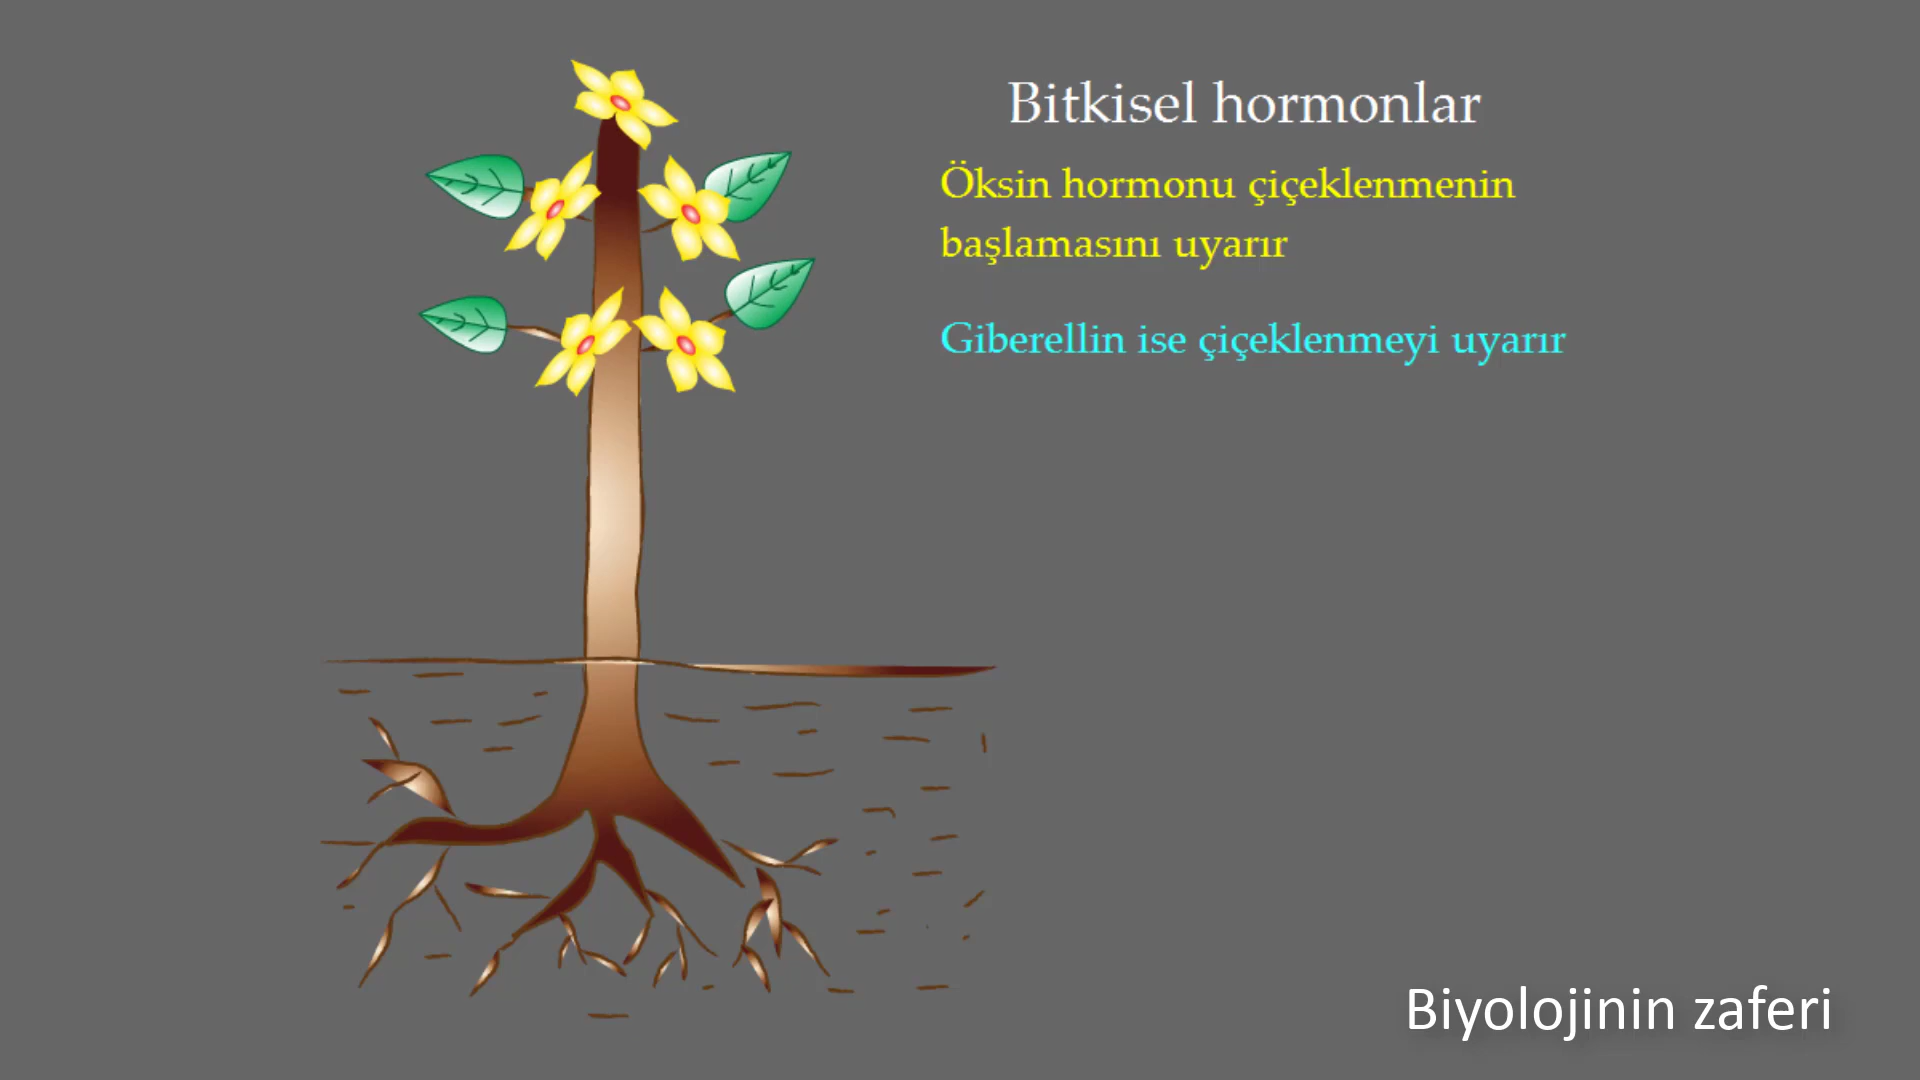 Bitkisel hormonlar
Öksin hormonu çiçeklenmenin
başlamasını uyarır
Giberellin ise çiçeklenmeyi uyarır
Biyolojinin zaferi